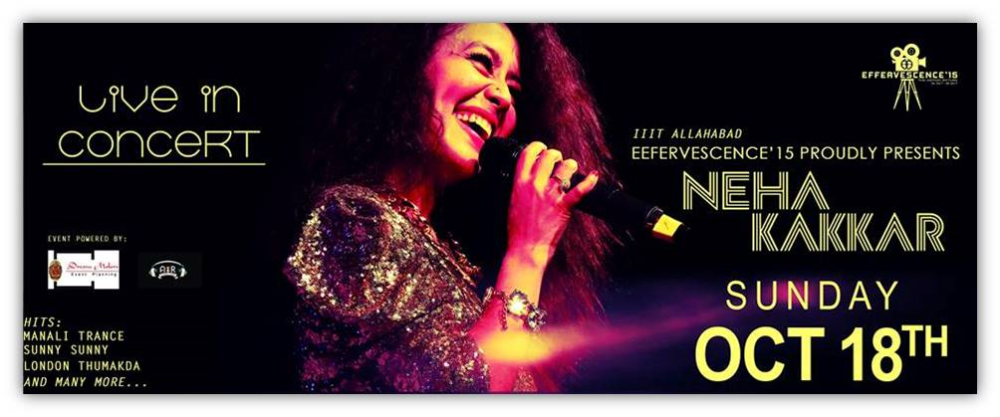 Live in
CONCERT
EVENT POWERED BY:
Dreams Makers
Event Planning
AIR
HITS:
MANALI TRANCE
SUNNY SUNNY
LONDON THUMAKDA
AND MANY MORE...
EFFERVESCENCE'15
IIIT ALLAHABAD
EEFERVESCENCE'15 PROUDLY PRESENTS
NEHA
KAKKAR
SUNDAY
OCT 18TH